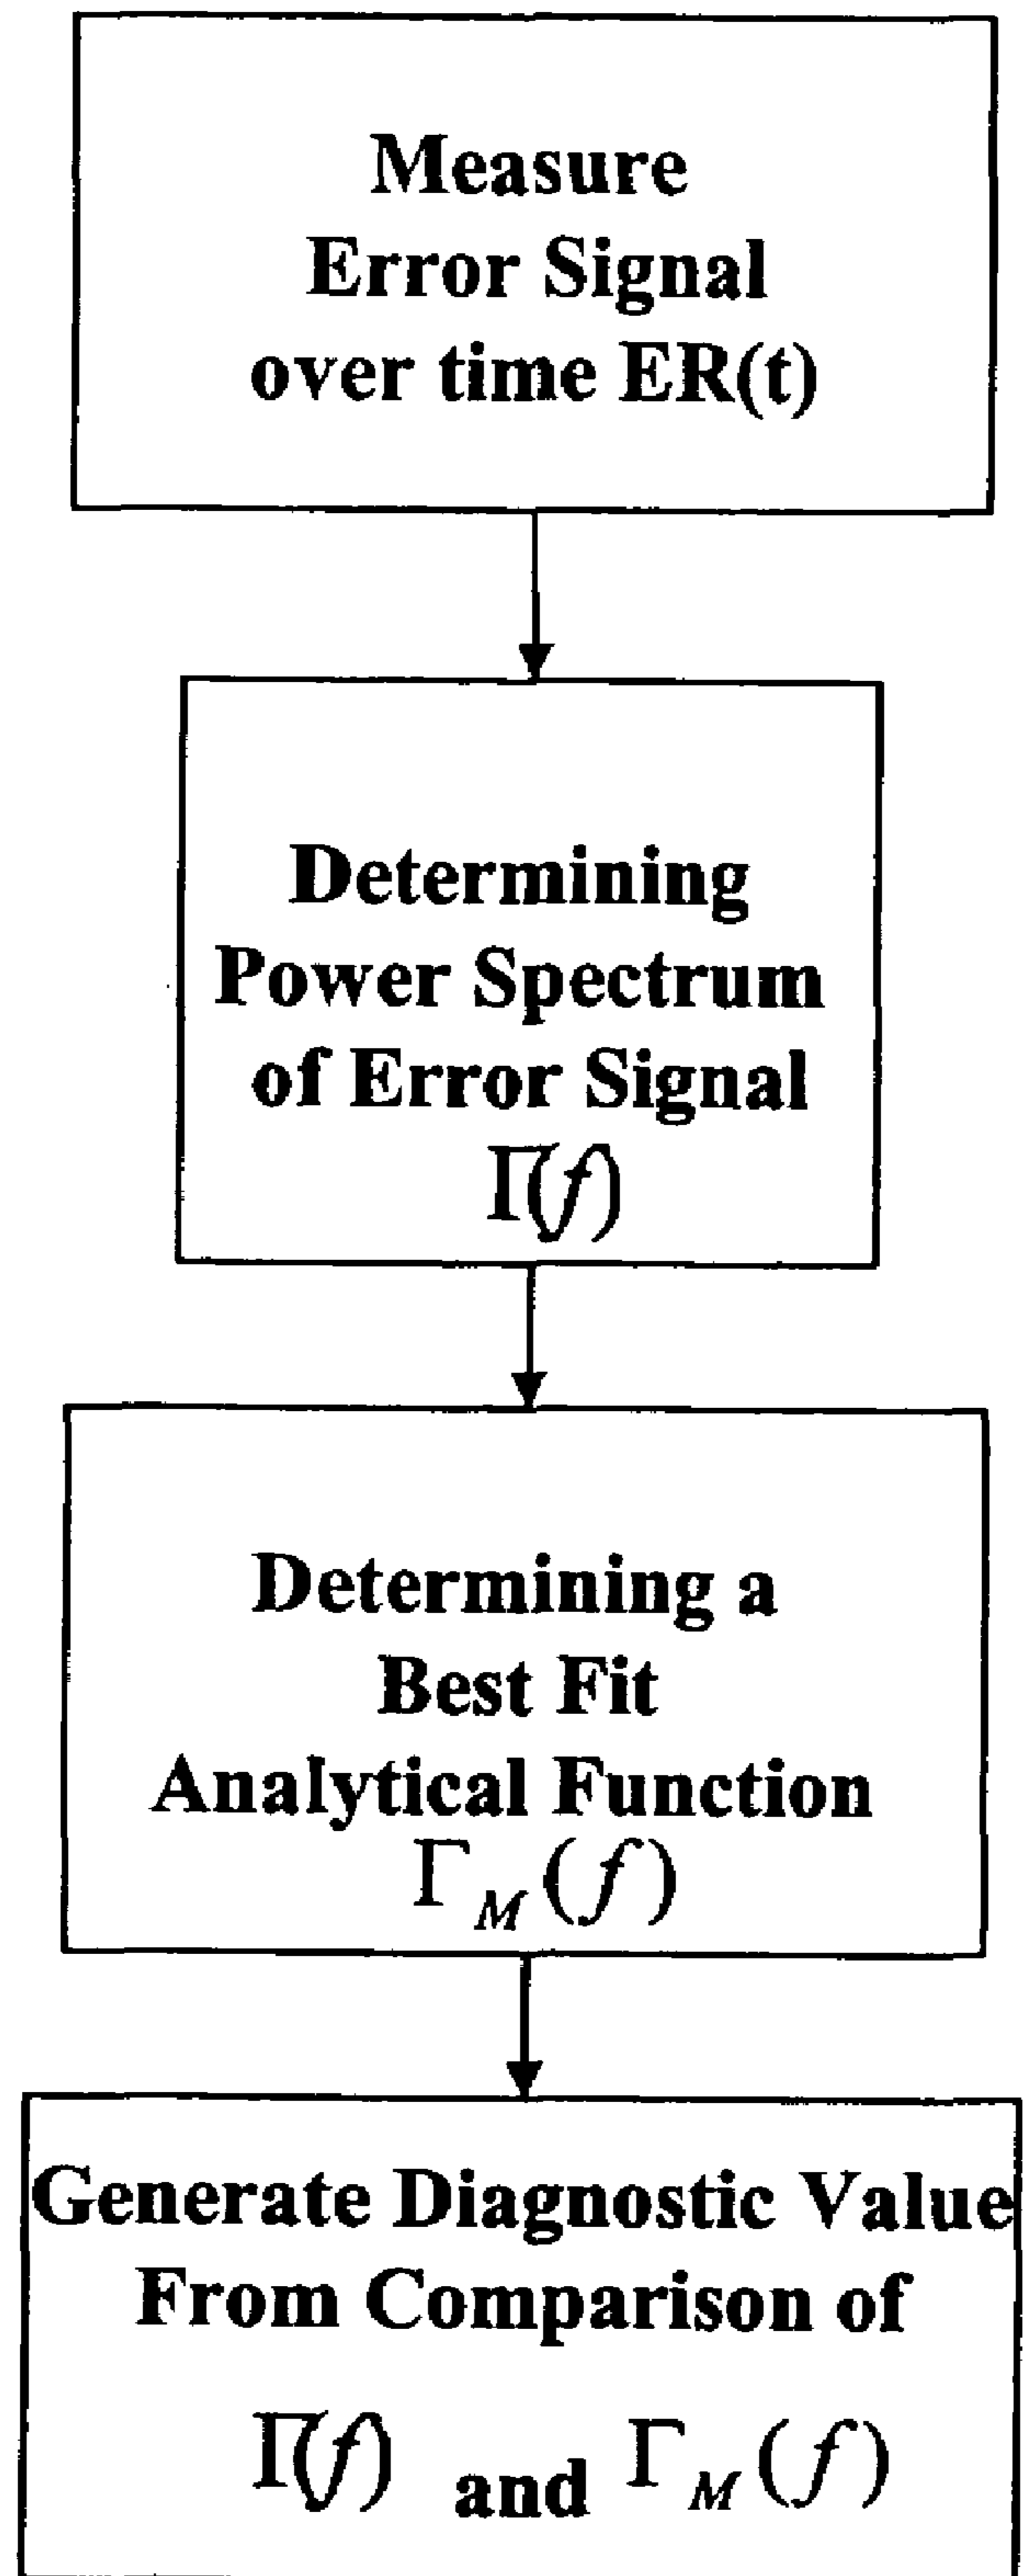 Measure
Error Signal
over time ER(t)
Determining
Power Spectrum
of Error Signal
Γ(f)
Determining a
Best Fit
Analytical Function
Γ_M(f)
Generate Diagnostic Value
From Comparison of
Γ(f) and Γ_M(f)